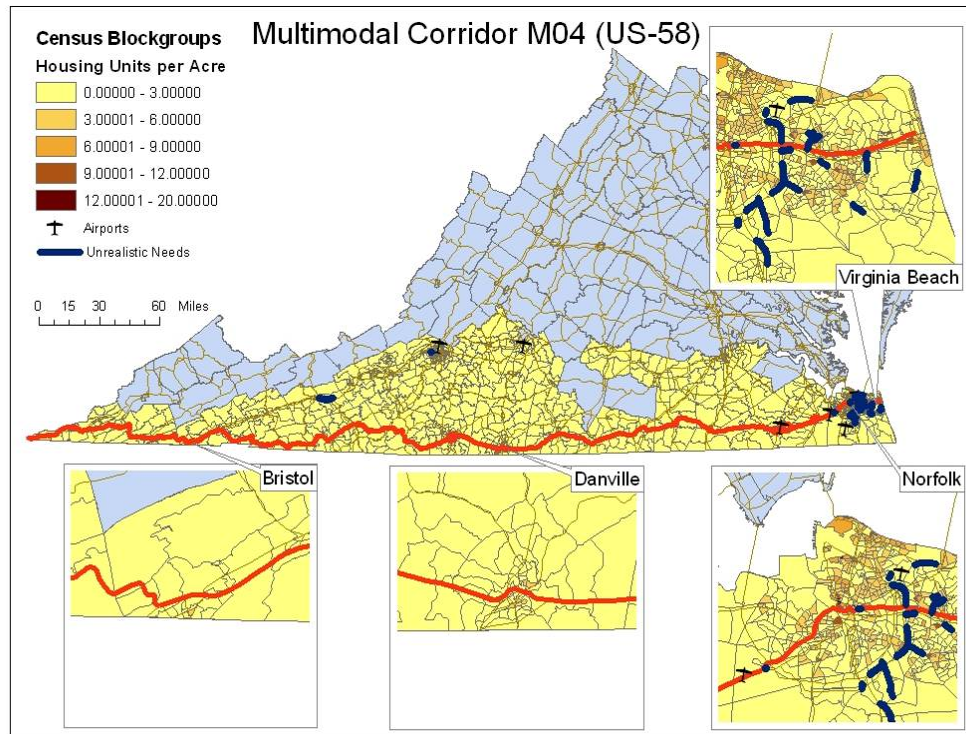 Multimodal Corridor M04 (US-58)
Census Blockgroups
Housing Units per Acre
0.00000 - 3.00000
3.00001 - 6.00000
6.00001 - 9.00000
9.00001 - 12.00000
12.00001 - 20.00000
Airports
Unrealistic Needs
0 15 30 60 Miles
Virginia Beach
Bristol
Danville
Norfolk